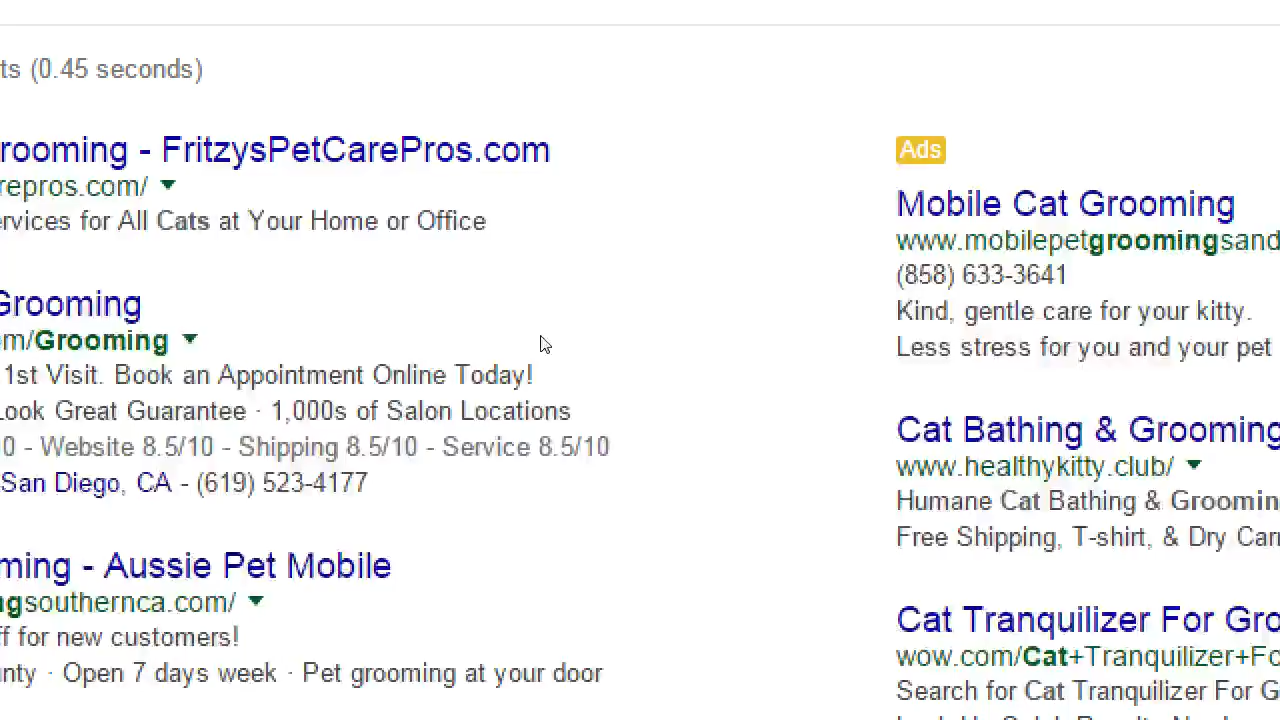 ts (0.45 seconds)
rooming - FritzysPetCarePros.com
repros.com/
ervices for All Cats at Your Home or Office
Grooming
m/Grooming
1st Visit. Book an Appointment Online Today!
Look Great Guarantee · 1,000s of Salon Locations
0 - Website 8.5/10 - Shipping 8.5/10 - Service 8.5/10
San Diego, CA - (619) 523-4177
ming - Aussie Pet Mobile
ngsouthernca.com/
ff for new customers!
unty · Open 7 days week · Pet grooming at your door
Ads
Mobile Cat Grooming
www.mobilepetgroomingsand
(858) 633-3641
Kind, gentle care for your kitty.
Less stress for you and your pet
Cat Bathing & Grooming
www.healthykitty.club/
Humane Cat Bathing & Groomin
Free Shipping, T-shirt, & Dry Carr
Cat Tranquilizer For Gro
wow.com/Cat+Tranquilizer+Fo
Search for Cat Tranquilizer For G